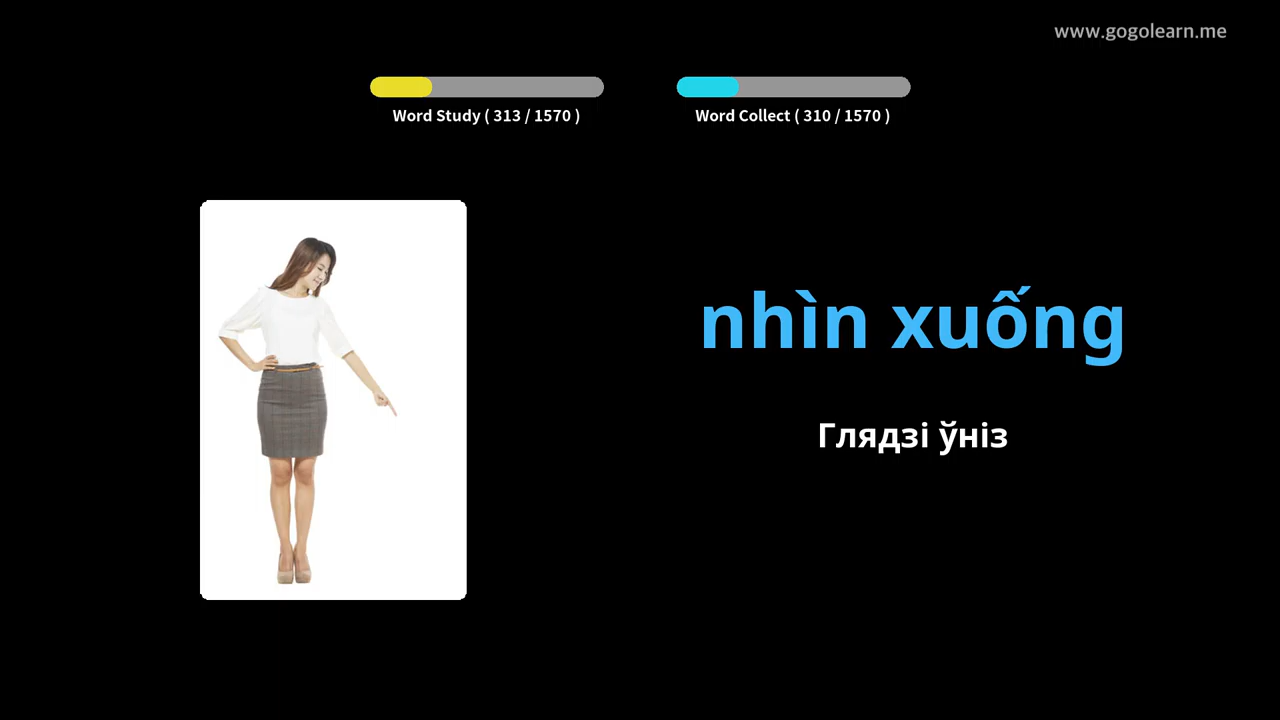 www.gogolearn.me
Word Study ( 313 / 1570 )
Word Collect ( 310 / 1570 )
nhìn xuống
Глядзі ўніз